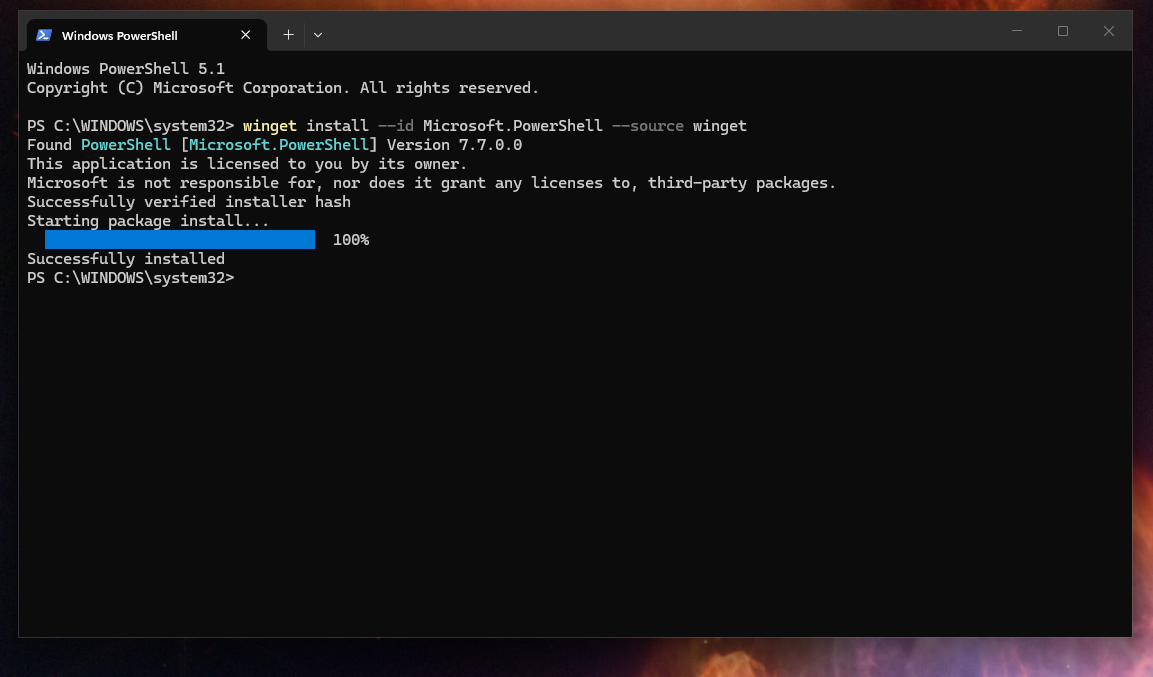 Windows PowerShell
Windows PowerShell 5.1
Copyright (C) Microsoft Corporation. All rights reserved.
PS C:\WINDOWS\system32> winget install --id Microsoft.PowerShell --source winget
Found PowerShell [Microsoft.PowerShell] Version 7.7.0.0
This application is licensed to you by its owner.
Microsoft is not responsible for, nor does it grant any licenses to, third-party packages.
Successfully verified installer hash
Starting package install...
100%
Successfully installed
PS C:\WINDOWS\system32>